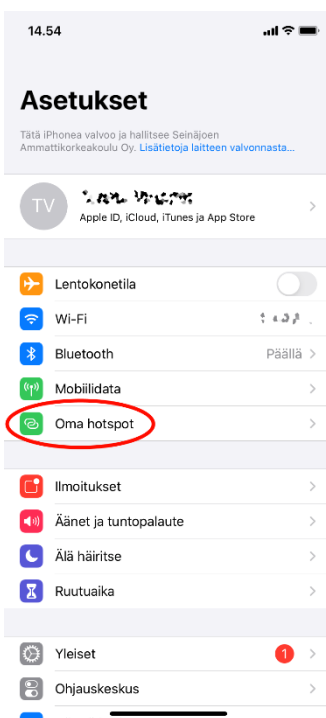 14.54
Asetukset
Tätä iPhonea valvoo ja hallitsee Seinäjoen
Ammattikorkeakoulu Oy. Lisätietoja laitteen valvonnasta...
TV
Apple ID, iCloud, iTunes ja App Store
Lentokonetila
Wi-Fi
Bluetooth Päällä
Mobiilidata
Oma hotspot
Ilmoitukset
Äänet ja tuntopalaute
Älä häiritse
Ruutuaika
Yleiset 1
Ohjauskeskus